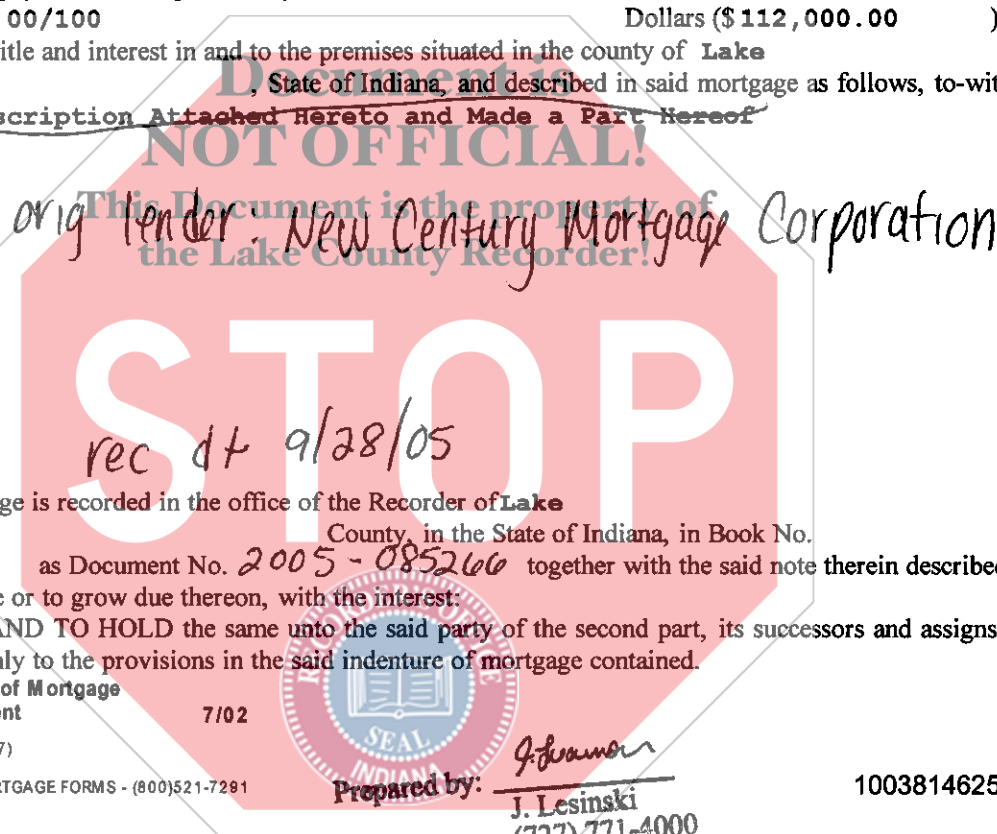 00/100 Dollars ($ 112,000.00 )
itle and interest in and to the premises situated in the county of Lake
, State of Indiana, and described in said mortgage as follows, to-wit
scription Attached Hereto and Made a Part Hereof
Document is
NOT OFFICIAL!
This Document is the property of
the Lake County Recorder!
orig lender: New Century Mortgage Corporation
STOP
rec dt 9/28/05
ge is recorded in the office of the Recorder of Lake
County, in the State of Indiana, in Book No.
as Document No. 2005-085266 together with the said note therein described
e or to grow due thereon, with the interest:
AND TO HOLD the same unto the said party of the second part, its successors and assigns
nly to the provisions in the said indenture of mortgage contained.
of Mortgage
nt 7/02
7)
SEAL
INDIANA
RTGAGE FORMS - (800)521-7291 Prepared by: 1003814625
J. Lesinski
(727) 771-4000